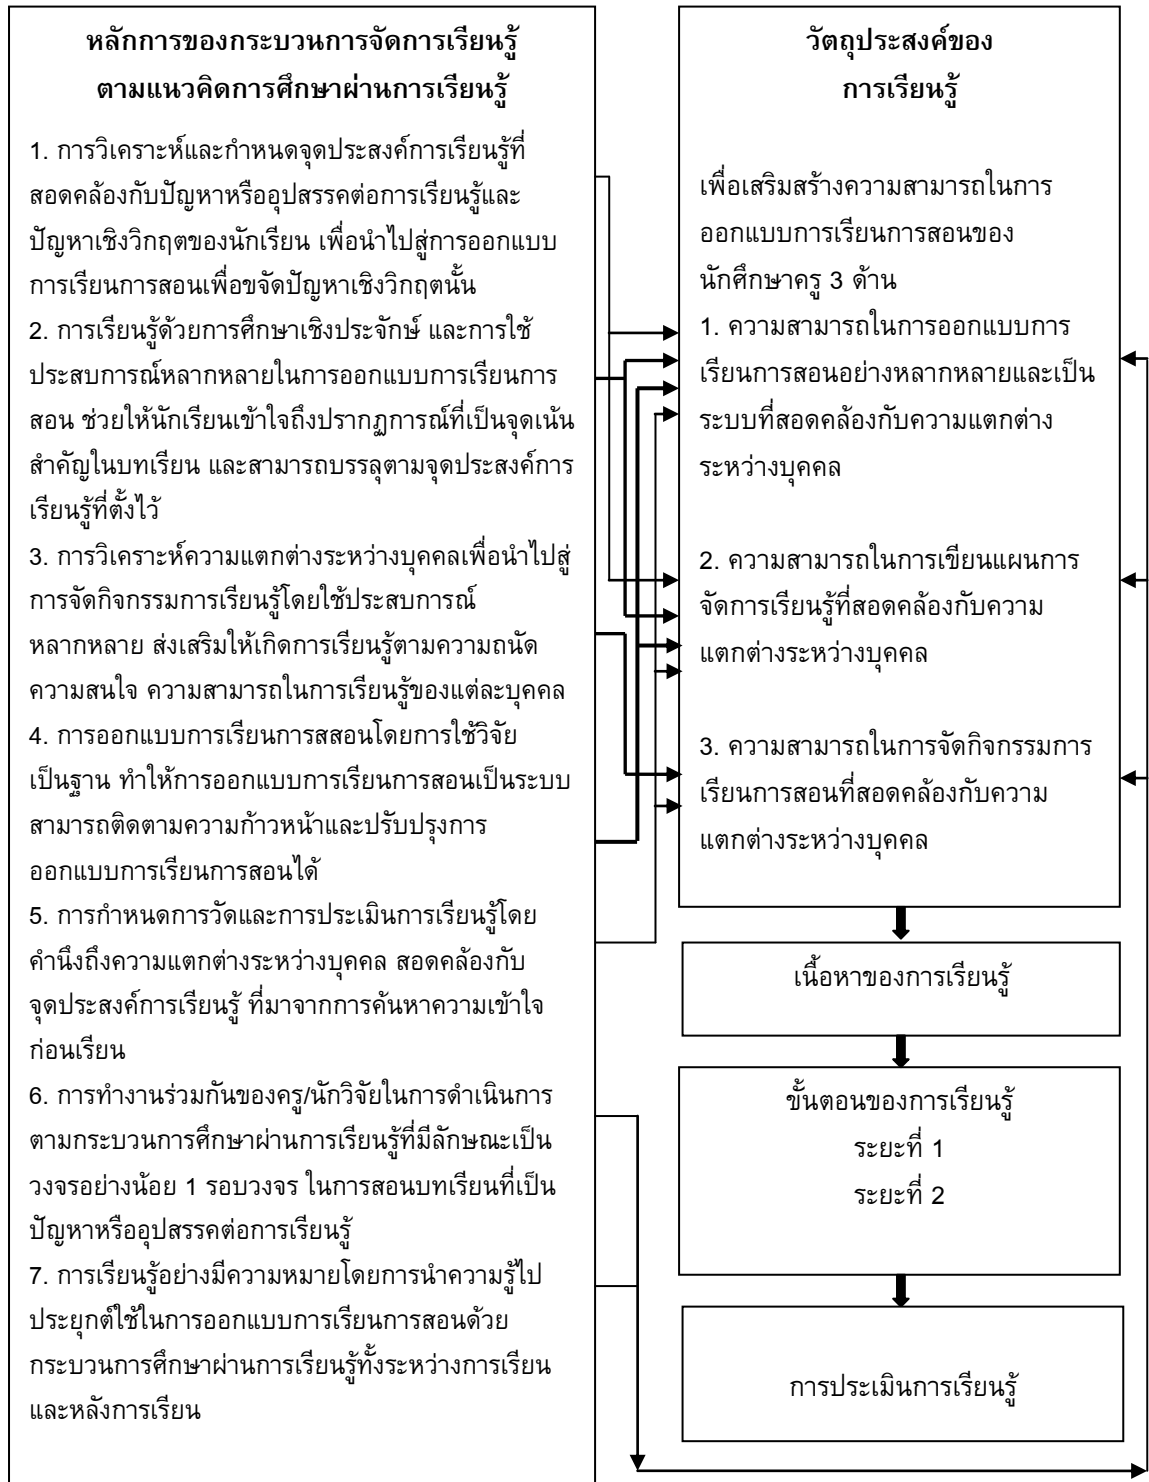 หลักการของกระบวนการจัดการเรียนรู้
ตามแนวคิดการศึกษาผ่านการเรียนรู้
1. การวิเคราะห์และกำหนดจุดประสงค์การเรียนรู้ที่
สอดคล้องกับปัญหาหรืออุปสรรคต่อการเรียนรู้และ
ปัญหาเชิงวิกฤตของนักเรียน เพื่อนำไปสู่การออกแบบ
การเรียนการสอนเพื่อขจัดปัญหาเชิงวิกฤตนั้น
2. การเรียนรู้ด้วยการศึกษาเชิงประจักษ์ และการใช้
ประสบการณ์หลากหลายในการออกแบบการเรียนการ
สอน ช่วยให้นักเรียนเข้าใจถึงปรากฏการณ์ที่เป็นจุดเน้น
สำคัญในบทเรียน และสามารถบรรลุตามจุดประสงค์การ
เรียนรู้ที่ตั้งไว้
3. การวิเคราะห์ความแตกต่างระหว่างบุคคลเพื่อนำไปสู่
การจัดกิจกรรมการเรียนรู้โดยใช้ประสบการณ์
หลากหลาย ส่งเสริมให้เกิดการเรียนรู้ตามความถนัด
ความสนใจ ความสามารถในการเรียนรู้ของแต่ละบุคคล
4. การออกแบบการเรียนการสสอนโดยการใช้วิจัย
เป็นฐาน ทำให้การออกแบบการเรียนการสอนเป็นระบบ
สามารถติดตามความก้าวหน้าและปรับปรุงการ
ออกแบบการเรียนการสอนได้
5. การกำหนดการวัดและการประเมินการเรียนรู้โดย
คำนึงถึงความแตกต่างระหว่างบุคคล สอดคล้องกับ
จุดประสงค์การเรียนรู้ ที่มาจากการค้นหาความเข้าใจ
ก่อนเรียน
6. การทำงานร่วมกันของครู/นักวิจัยในการดำเนินการ
ตามกระบวนการศึกษาผ่านการเรียนรู้ที่มีลักษณะเป็น
วงจรอย่างน้อย 1 รอบวงจร ในการสอนบทเรียนที่เป็น
ปัญหาหรืออุปสรรคต่อการเรียนรู้
7. การเรียนรู้อย่างมีความหมายโดยการนำความรู้ไป
ประยุกต์ใช้ในการออกแบบการเรียนการสอนด้วย
กระบวนการศึกษาผ่านการเรียนรู้ทั้งระหว่างการเรียน
และหลังการเรียน
วัตถุประสงค์ของ
การเรียนรู้
เพื่อเสริมสร้างความสามารถในการ
ออกแบบการเรียนการสอนของ
นักศึกษาครู 3 ด้าน
1. ความสามารถในการออกแบบการ
เรียนการสอนอย่างหลากหลายและเป็น
ระบบที่สอดคล้องกับความแตกต่าง
ระหว่างบุคคล
2. ความสามารถในการเขียนแผนการ
จัดการเรียนรู้ที่สอดคล้องกับความ
แตกต่างระหว่างบุคคล
3. ความสามารถในการจัดกิจกรรมการ
เรียนการสอนที่สอดคล้องกับความ
แตกต่างระหว่างบุคคล
เนื้อหาของการเรียนรู้
ขั้นตอนของการเรียนรู้
ระยะที่ 1
ระยะที่ 2
การประเมินการเรียนรู้